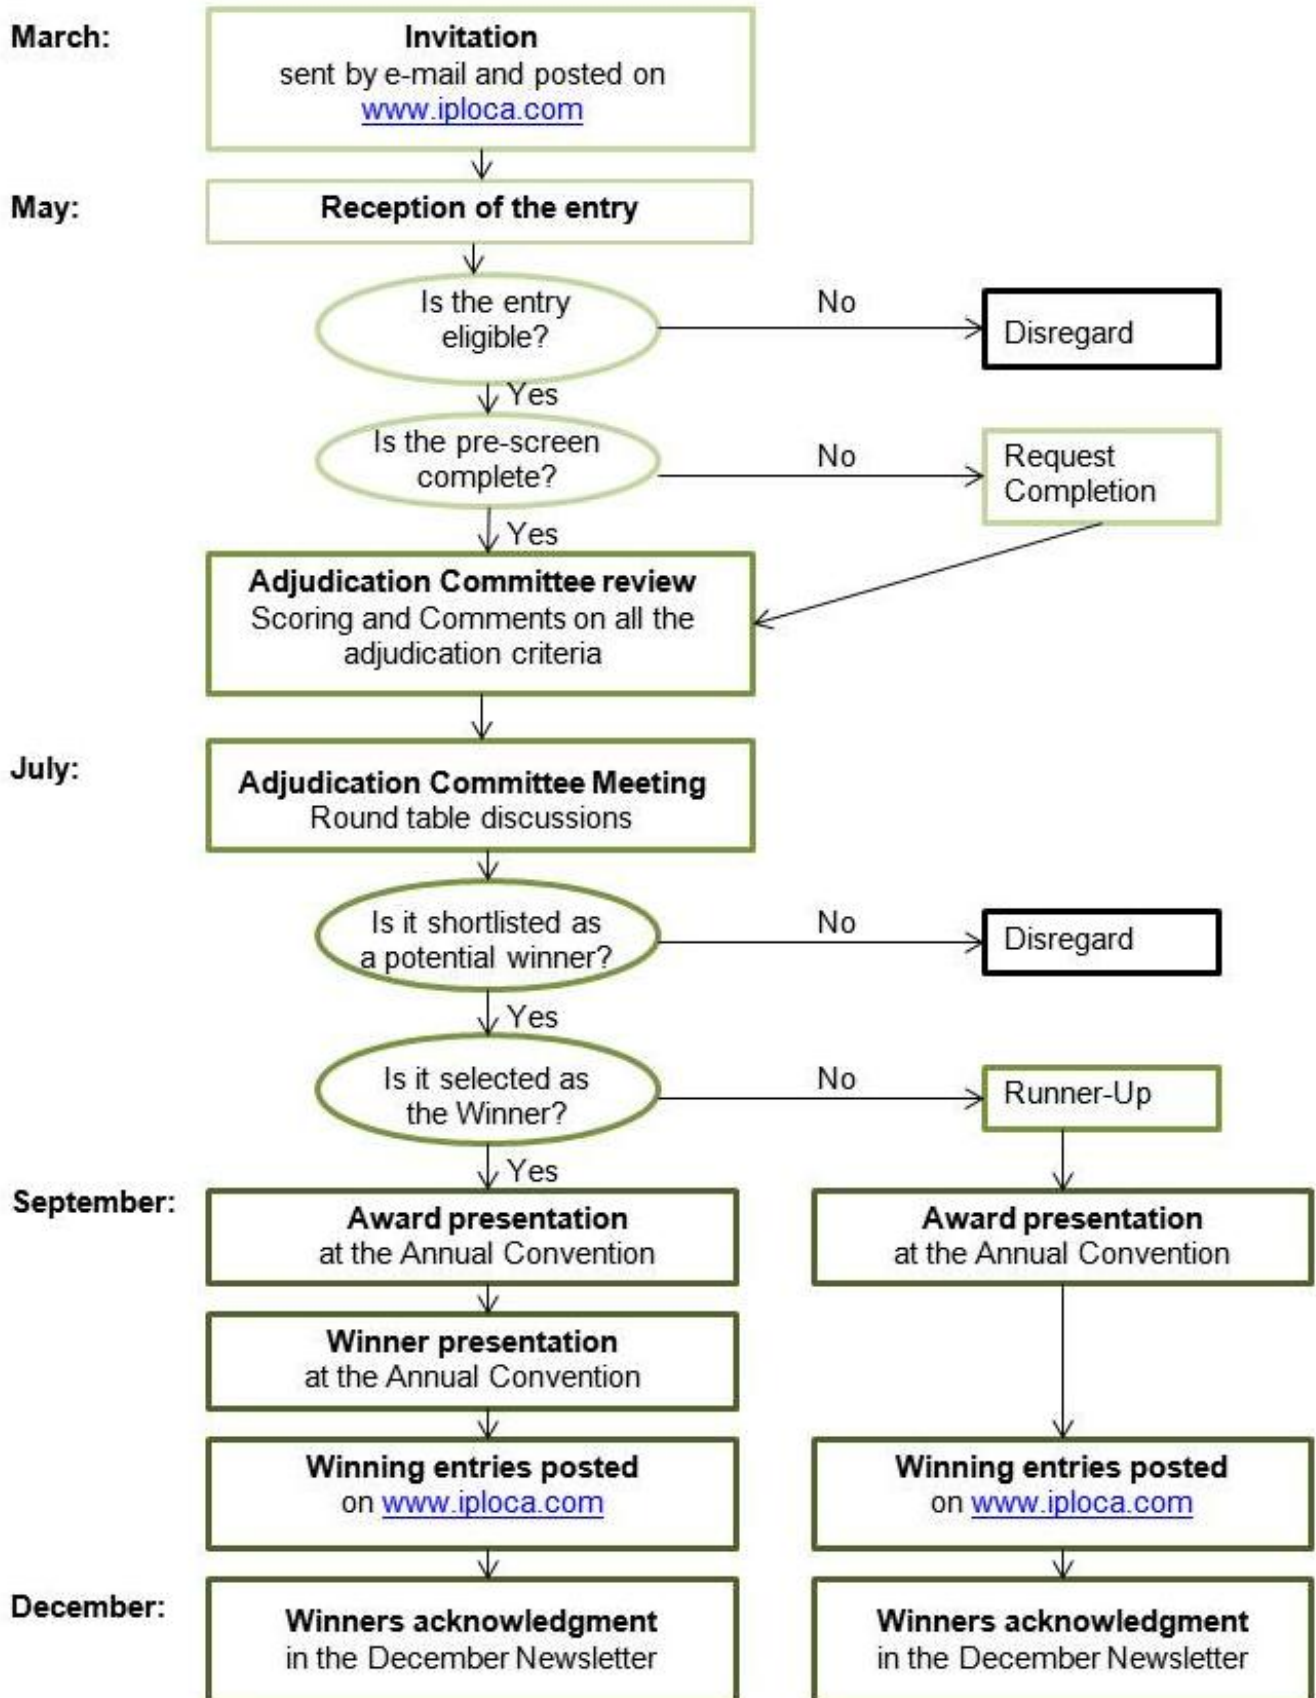 March:
Invitation
sent by e-mail and posted on
www.iploca.com
May:
Reception of the entry
Is the entry
eligible?
No
Disregard
Yes
Is the pre-screen
complete?
No
Request
Completion
Yes
Adjudication Committee review
Scoring and Comments on all the
adjudication criteria
July:
Adjudication Committee Meeting
Round table discussions
Is it shortlisted as
a potential winner?
No
Disregard
Yes
Is it selected as
the Winner?
No
Runner-Up
Yes
September:
Award presentation
at the Annual Convention
Award presentation
at the Annual Convention
Winner presentation
at the Annual Convention
Winning entries posted
on www.iploca.com
Winning entries posted
on www.iploca.com
December:
Winners acknowledgment
in the December Newsletter
Winners acknowledgment
in the December Newsletter